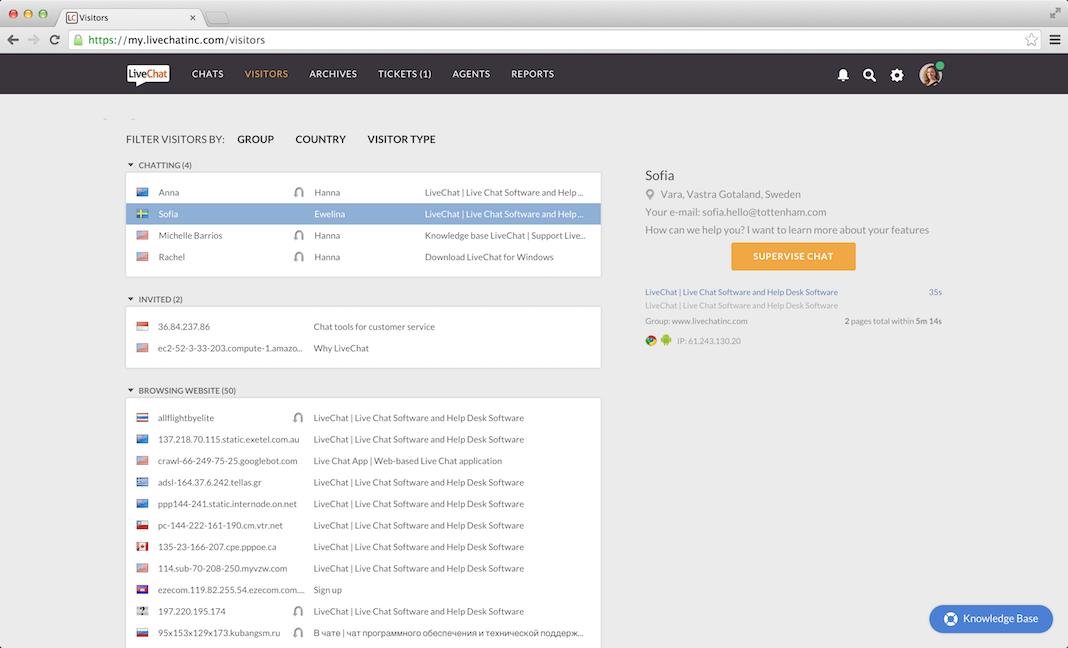 LC Visitors
https://my.livechatinc.com/visitors
LiveChat CHATS VISITORS ARCHIVES TICKETS (1) AGENTS REPORTS
FILTER VISITORS BY: GROUP COUNTRY VISITOR TYPE
CHATTING (4)
Anna Hanna LiveChat | Live Chat Software and Help ...
Sofia Ewelina LiveChat | Live Chat Software and Help ...
Michelle Barrios Hanna Knowledge base LiveChat | Support Live...
Rachel Hanna Download LiveChat for Windows
INVITED (2)
36.84.237.86 Chat tools for customer service
ec2-52-3-33-203.compute-1.amazo... Why LiveChat
BROWSING WEBSITE (50)
allflightbyelite LiveChat | Live Chat Software and Help Desk Software
137.218.70.115.static.exetel.com.au LiveChat | Live Chat Software and Help Desk Software
crawl-66-249-75-25.googlebot.com Live Chat App | Web-based Live Chat application
adsl-164.37.6.242.tellas.gr LiveChat | Live Chat Software and Help Desk Software
ppp144-241.static.internode.on.net LiveChat | Live Chat Software and Help Desk Software
pc-144-222-161-190.cm.vtr.net LiveChat | Live Chat Software and Help Desk Software
135-23-166-207.cpe.pppoe.ca LiveChat | Live Chat Software and Help Desk Software
114.sub-70-208-250.myvzw.com LiveChat | Live Chat Software and Help Desk Software
ezecom.119.82.255.54.ezecom.com.... Sign up
197.220.195.174 LiveChat | Live Chat Software and Help Desk Software
95x153x129x173.kubangsm.ru В чате | чат программного обеспечения и технической поддерж...
Sofia
Vara, Vastra Gotaland, Sweden
Your e-mail: sofia.hello@tottenham.com
How can we help you? I want to learn more about your features
SUPERVISE CHAT
LiveChat | Live Chat Software and Help Desk Software 35s
LiveChat | Live Chat Software and Help Desk Software
Group: www.livechatinc.com 2 pages total within 5m 14s
IP: 61.243.130.20
Knowledge Base